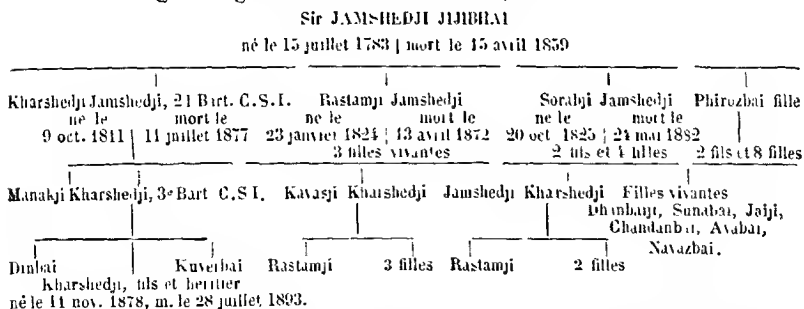 Sir JAMSHEDJI JIJIBHAI
né le 15 juillet 1783 | mort le 15 avril 1859
Kharshedji Jamshedji, 2d Bart. C.S.I. Rastamji Jamshedji Sorabji Jamshedji Phirozbai fille
né le mort le né le mort le né le mort le
9 oct. 1811 11 juillet 1877 23 janvier 1824 13 avril 1872 20 oct 1825 24 mai 1882
3 filles vivantes 2 fils et 4 filles 2 fils et 8 filles
Manakji Kharshedji, 3e Bart C.S.I. Kavasji Kharshedji Jamshedji Kharshedji Filles vivantes
Dhunbaiji, Sunabai, Jaiji,
Chandanbai, Avabai,
Navazbai.
Dinbai Kuverbai Rastamji 3 filles Rastamji 2 filles
Kharshedji, fils et héritier
né le 11 nov. 1878, m. le 28 juillet 1893.